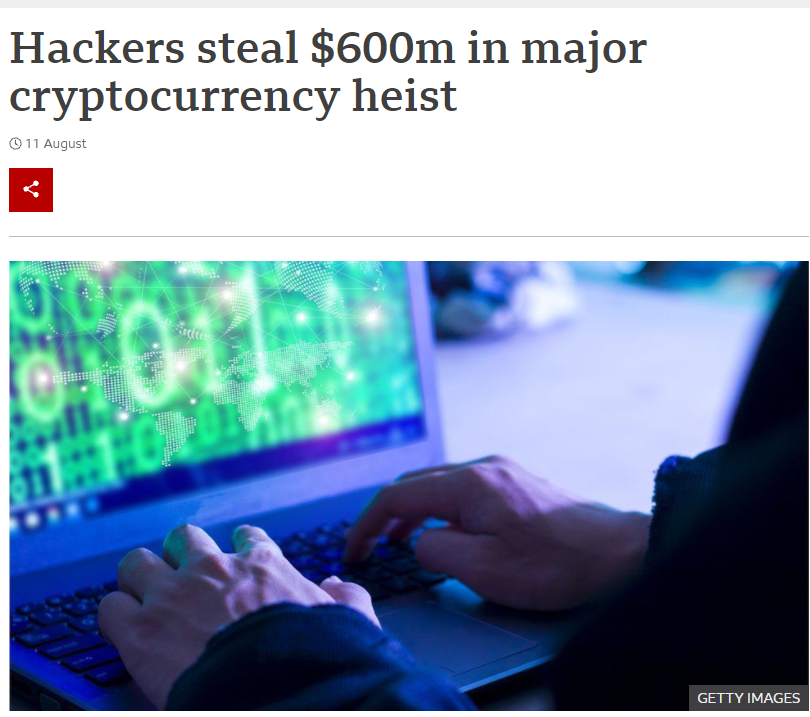 Hackers steal $600m in major
cryptocurrency heist
11 August
GETTY IMAGES